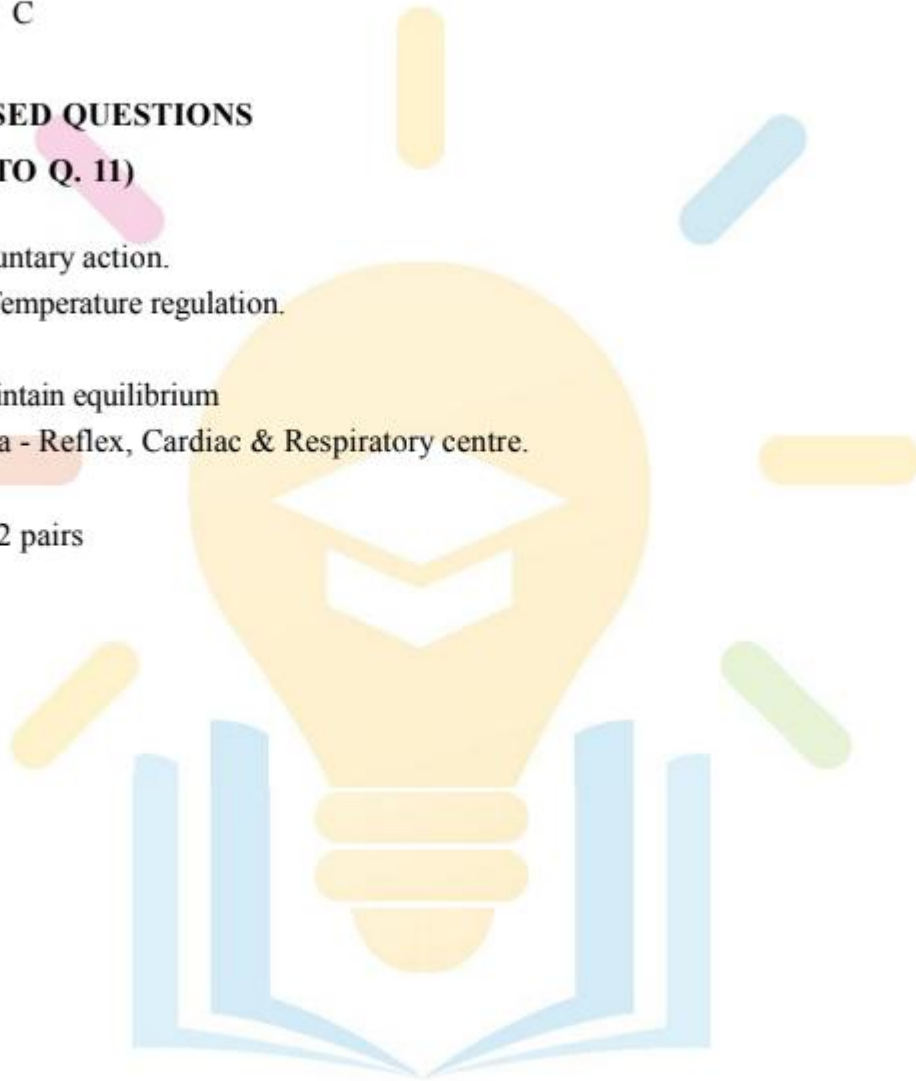 C
SED QUESTIONS
TO Q. 11)
untary action.
Temperature regulation.
intain equilibrium
a - Reflex, Cardiac & Respiratory centre.
2 pairs